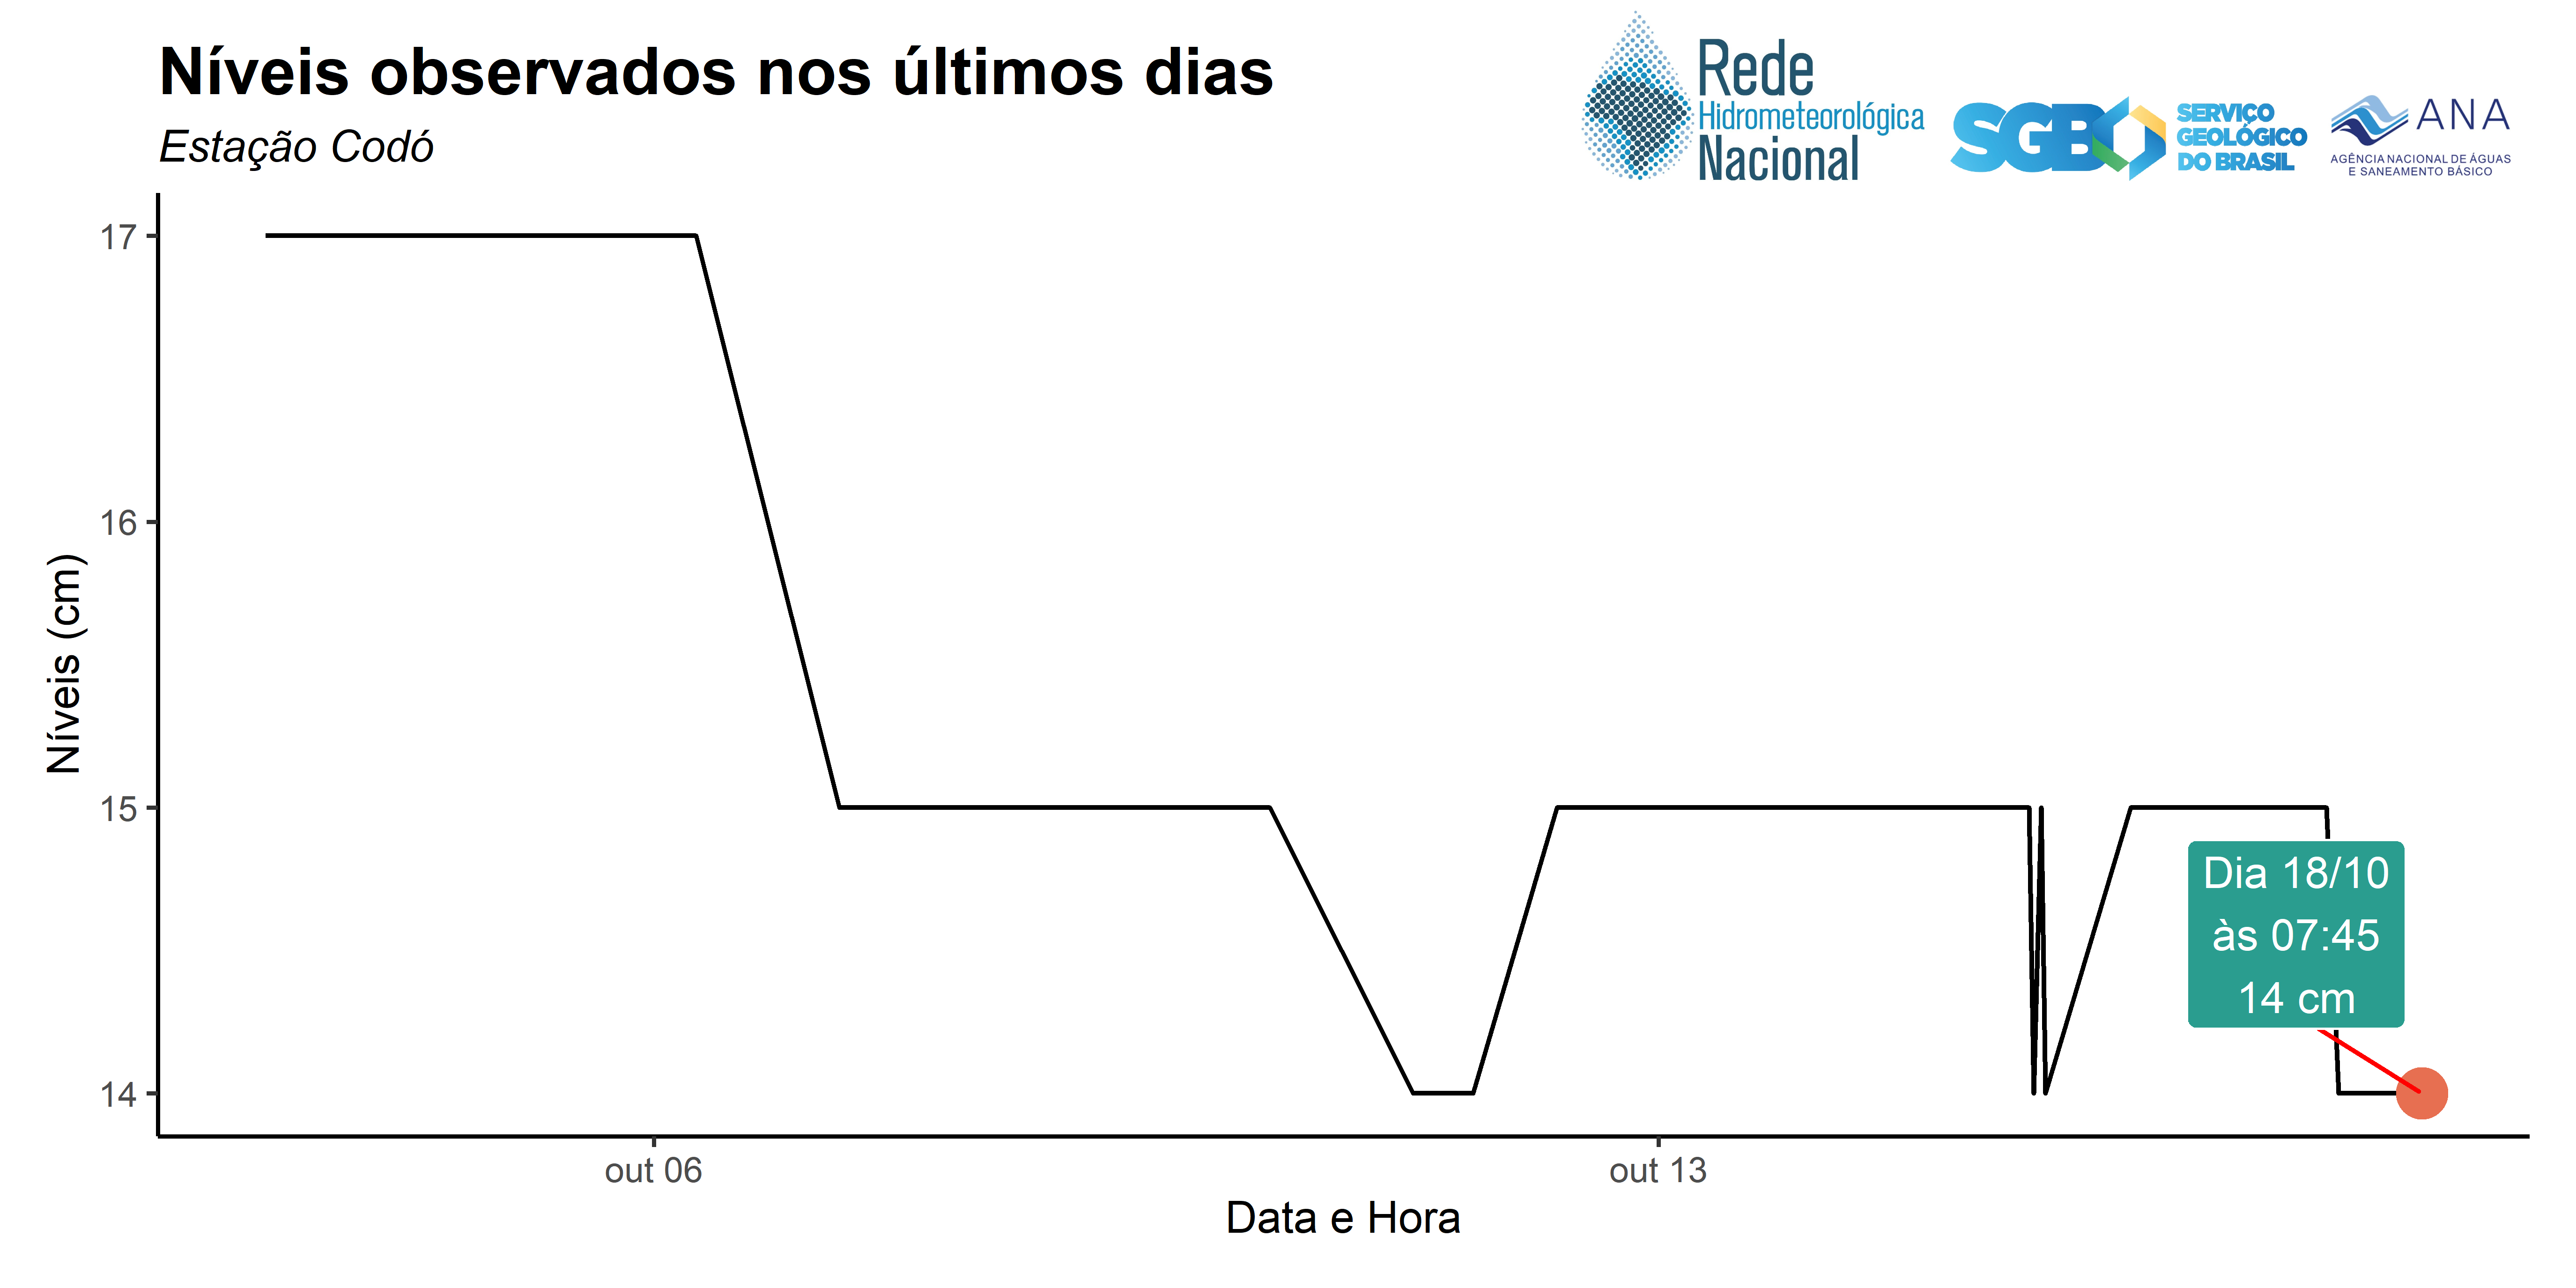 Níveis observados nos últimos dias
Estação Codó
Rede
Hidrometeorológica
Nacional
SGB
SERVIÇO
GEOLÓGICO
DO BRASIL
ANA
AGÊNCIA NACIONAL DE ÁGUAS
E SANEAMENTO BÁSICO
17
16
15
14
Níveis (cm)
Dia 18/10
às 07:45
14 cm
out 06
out 13
Data e Hora